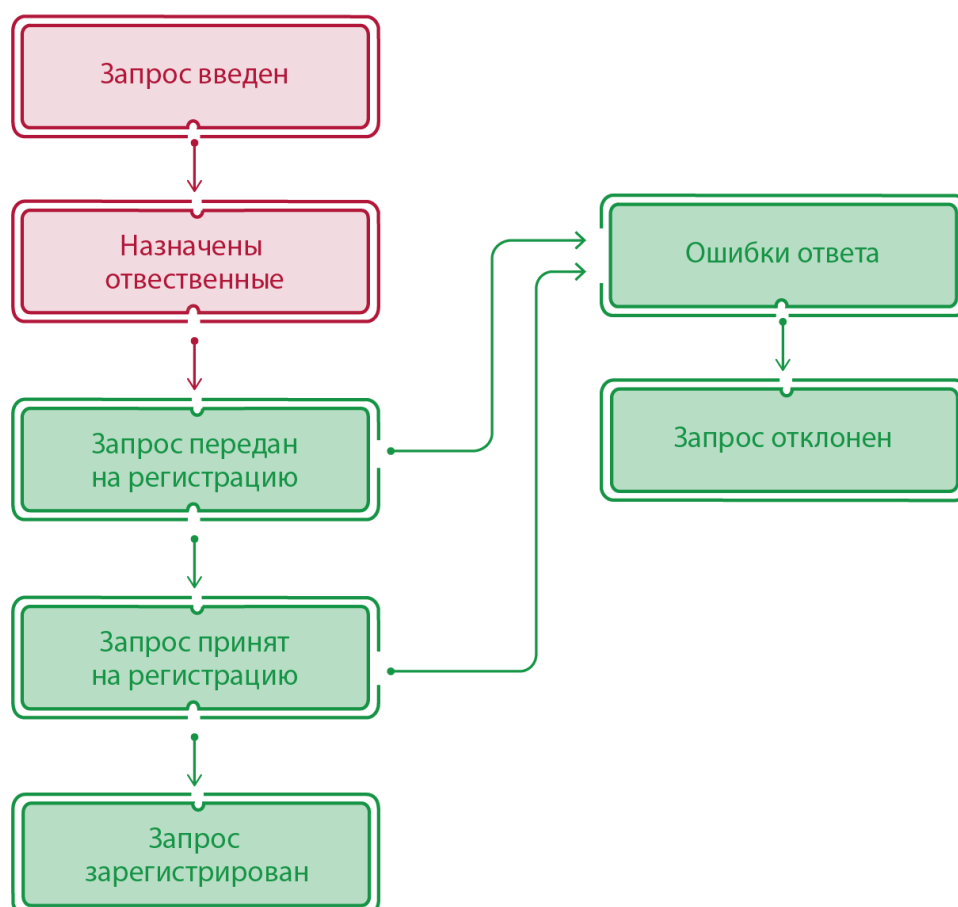 Запрос введен
Назначены
отвественные
Ошибки ответа
Запрос передан
на регистрацию
Запрос отклонен
Запрос принят
на регистрацию
Запрос
зарегистрирован